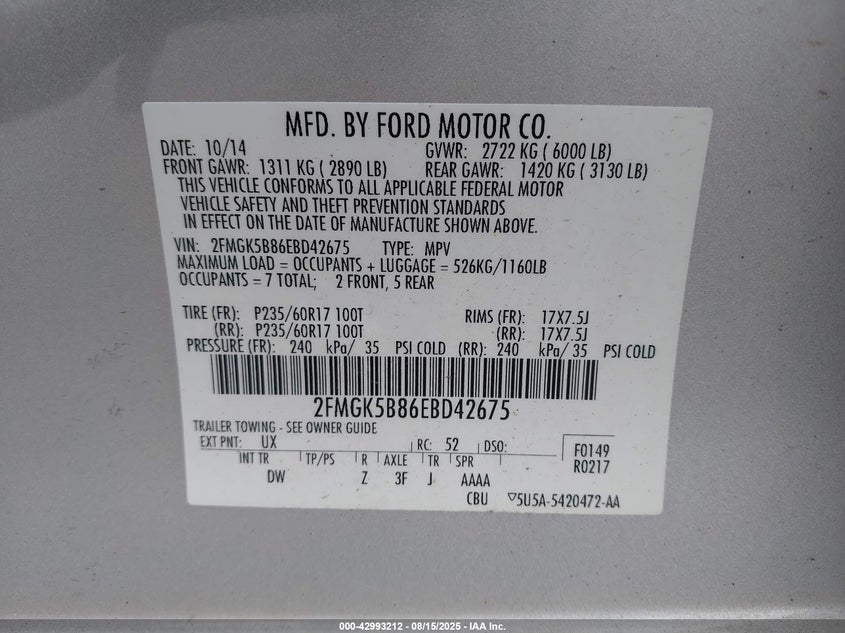 MFD. BY FORD MOTOR CO.
DATE: 10/14 GVWR: 2722 KG ( 6000 LB)
FRONT GAWR: 1311 KG ( 2890 LB) REAR GAWR: 1420 KG ( 3130 LB)
THIS VEHICLE CONFORMS TO ALL APPLICABLE FEDERAL MOTOR
VEHICLE SAFETY AND THEFT PREVENTION STANDARDS
IN EFFECT ON THE DATE OF MANUFACTURE SHOWN ABOVE.
VIN: 2FMGK5B86EBD42675 TYPE: MPV
MAXIMUM LOAD = OCCUPANTS + LUGGAGE = 526KG/1160LB
OCCUPANTS = 7 TOTAL; 2 FRONT, 5 REAR
TIRE (FR): P235/60R17 100T RIMS (FR): 17X7.5J
(RR): P235/60R17 100T (RR): 17X7.5J
PRESSURE (FR): 240 kPa/ 35 PSI COLD (RR): 240 kPa/ 35 PSI COLD
2FMGK5B86EBD42675
TRAILER TOWING - SEE OWNER GUIDE
EXT PNT: UX RC: 52 DSO: F0149
INT TR TP/PS R AXLE TR SPR R0217
DW Z 3F J AAAA
CBU ▽5U5A-5420472-AA
000-42993212 - 08/15/2025 - IAA Inc.